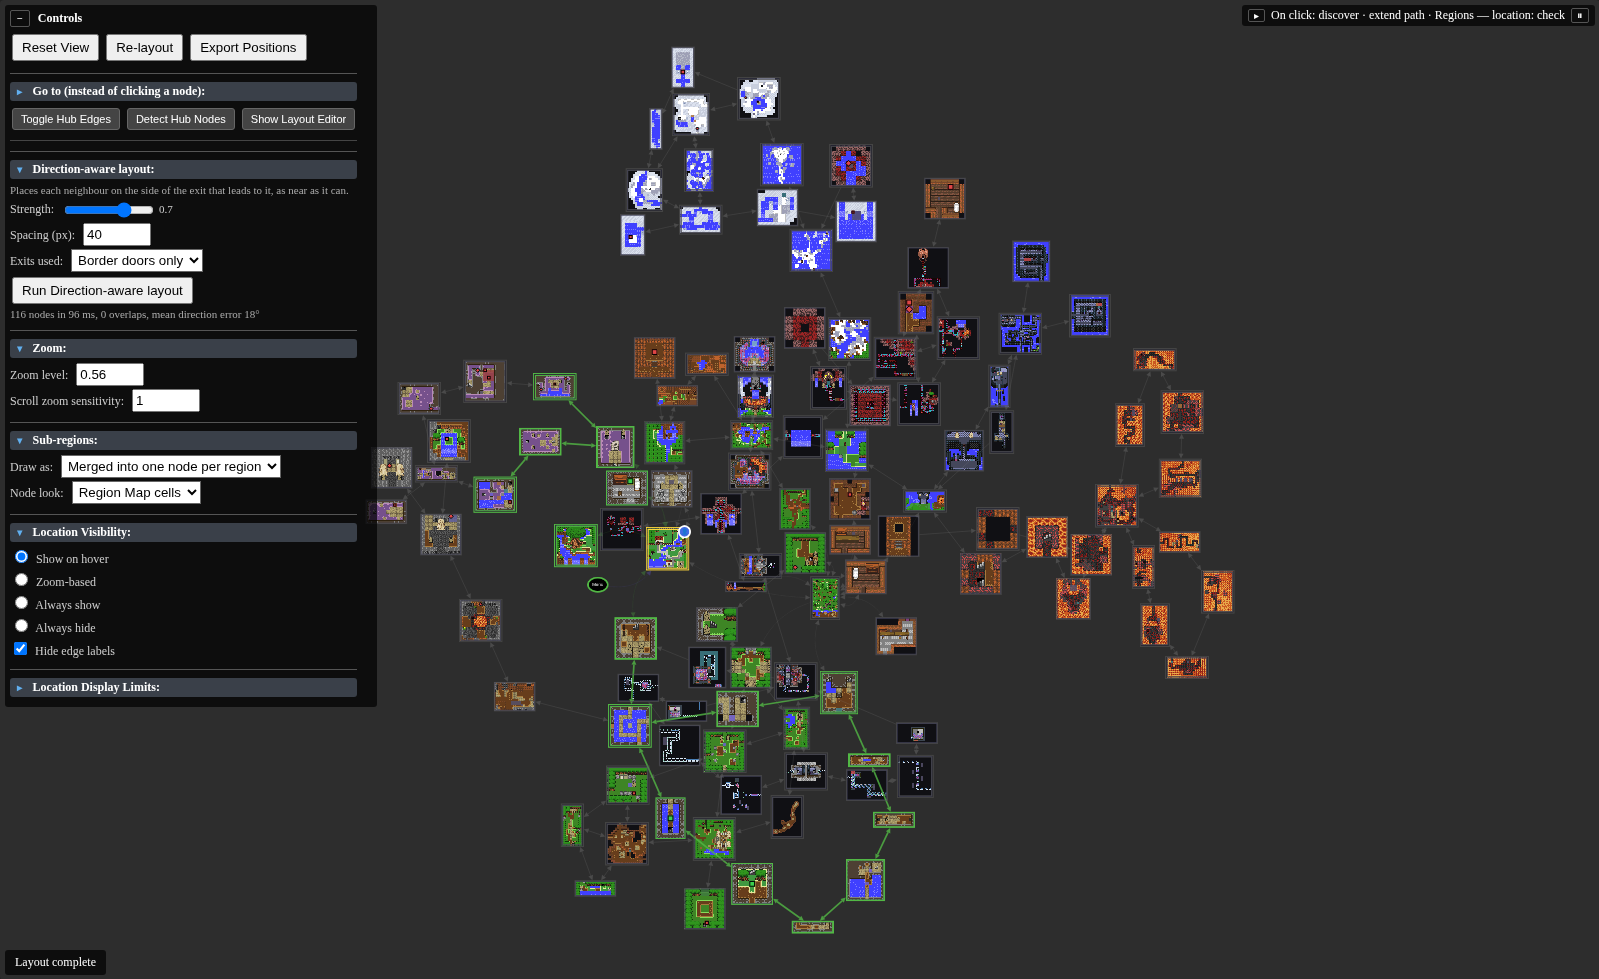 − Controls
Reset View Re-layout Export Positions
▸ Go to (instead of clicking a node):
Toggle Hub Edges Detect Hub Nodes Show Layout Editor
▾ Direction-aware layout:
Places each neighbour on the side of the exit that leads to it, as near as it can.
Strength: 0.7
Spacing (px): 40
Exits used: Border doors only
Run Direction-aware layout
116 nodes in 96 ms, 0 overlaps, mean direction error 18°
▾ Zoom:
Zoom level: 0.56
Scroll zoom sensitivity: 1
▾ Sub-regions:
Draw as: Merged into one node per region
Node look: Region Map cells
▾ Location Visibility:
Show on hover
Zoom-based
Always show
Always hide
Hide edge labels
▸ Location Display Limits:
Layout complete
▸ On click: discover · extend path · Regions — location: check
Menu